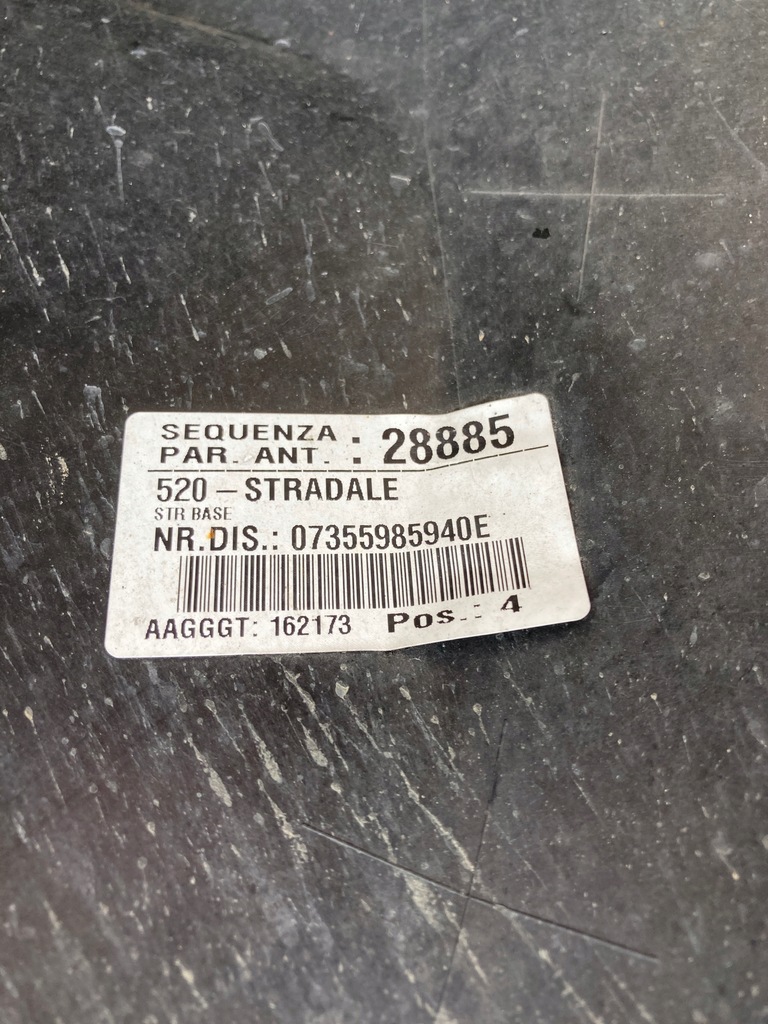 SEQUENZA
PAR. ANT. : 28885
520 – STRADALE
STR BASE
NR.DIS.: 07355985940E
AAGGGT: 162173 Pos.: 4